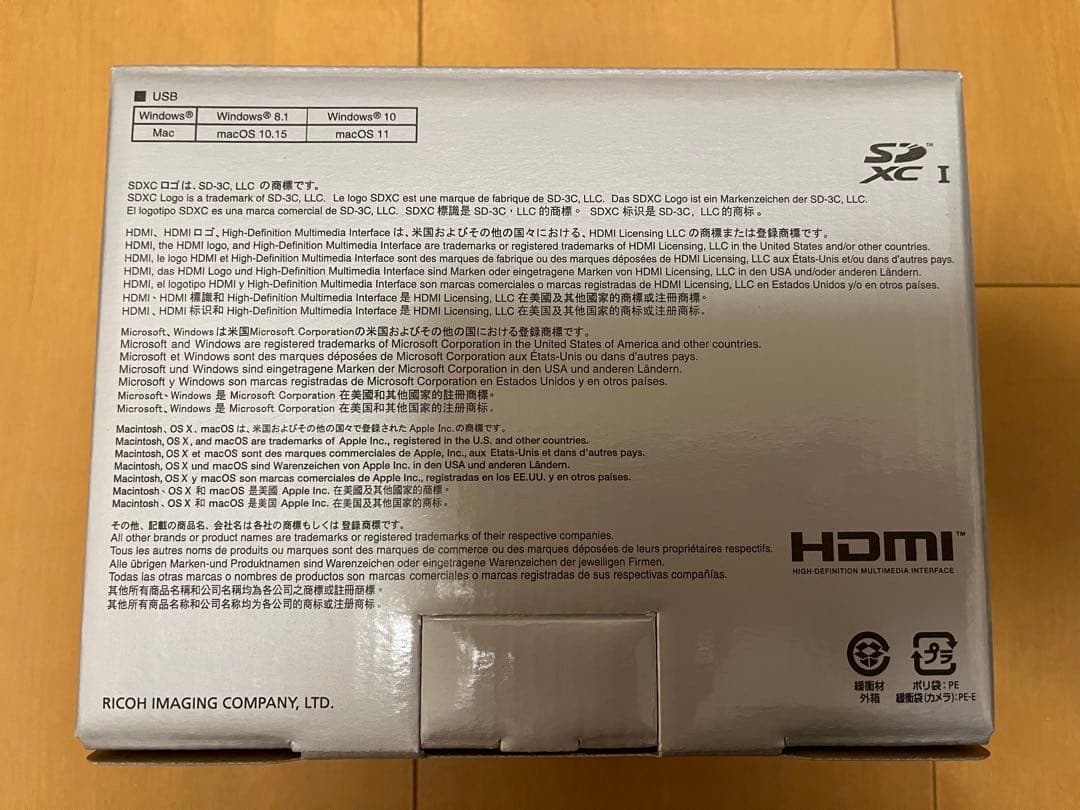 ■ USB
Windows® Windows® 8.1 Windows® 10
Mac macOS 10.15 macOS 11
SD XC I ™
SDXC ロゴは、SD-3C, LLC の商標です。
SDXC Logo is a trademark of SD-3C, LLC. Le logo SDXC est une marque de fabrique de SD-3C, LLC. Das SDXC Logo ist ein Markenzeichen der SD-3C, LLC.
El logotipo SDXC es una marca comercial de SD-3C, LLC. SDXC 標識是 SD-3C，LLC 的商標。 SDXC 标识是 SD-3C, LLC 的商标。
HDMI、HDMI ロゴ、High-Definition Multimedia Interface は、米国およびその他の国々における、HDMI Licensing LLC の商標または登録商標です。
HDMI, the HDMI logo, and High-Definition Multimedia Interface are trademarks or registered trademarks of HDMI Licensing, LLC in the United States and/or other countries.
HDMI, le logo HDMI et High-Definition Multimedia Interface sont des marques de fabrique ou des marques déposées de HDMI Licensing, LLC aux États-Unis et/ou dans d'autres pays.
HDMI, das HDMI Logo und High-Definition Multimedia Interface sind Marken oder eingetragene Marken von HDMI Licensing, LLC in den USA und/oder anderen Ländern.
HDMI, el logotipo HDMI y High-Definition Multimedia Interface son marcas comerciales o marcas registradas de HDMI Licensing, LLC en Estados Unidos y/o en otros países.
HDMI、HDMI 標識和 High-Definition Multimedia Interface 是 HDMI Licensing, LLC 在美國及其他國家的商標或注冊商標。
HDMI、HDMI 标识和 High-Definition Multimedia Interface 是 HDMI Licensing, LLC 在美国及其他国家的商标或注册商标。
Microsoft、Windows は米国Microsoft Corporationの米国およびその他の国における登録商標です。
Microsoft and Windows are registered trademarks of Microsoft Corporation in the United States of America and other countries.
Microsoft et Windows sont des marques déposées de Microsoft Corporation aux États-Unis ou dans d'autres pays.
Microsoft und Windows sind eingetragene Marken der Microsoft Corporation in den USA und anderen Ländern.
Microsoft y Windows son marcas registradas de Microsoft Corporation en Estados Unidos y en otros países.
Microsoft、Windows 是 Microsoft Corporation 在美國和其他國家的註冊商標。
Microsoft、Windows 是 Microsoft Corporation 在美国和其他国家的注册商标。
Macintosh、OS X、macOS は、米国およびその他の国々で登録された Apple Inc. の商標です。
Macintosh, OS X, and macOS are trademarks of Apple Inc., registered in the U.S. and other countries.
Macintosh, OS X et macOS sont des marques commerciales de Apple, Inc., aux Etats-Unis et dans d'autres pays.
Macintosh, OS X und macOS sind Warenzeichen von Apple Inc. in den USA und anderen Ländern.
Macintosh, OS X y macOS son marcas comerciales de Apple Inc., registradas en los EE.UU. y en otros países.
Macintosh、OS X 和 macOS 是美國 Apple Inc. 在美國及其他國家的商標。
Macintosh、OS X 和 macOS 是美国 Apple Inc. 在美国及其他国家的商标。
その他、記載の商品名、会社名は各社の商標もしくは 登録商標です。
All other brands or product names are trademarks or registered trademarks of their respective companies.
Tous les autres noms de produits ou marques sont des marques de commerce ou des marques déposées de leurs propriétaires respectifs.
Alle übrigen Marken-und Produktnamen sind Warenzeichen oder eingetragene Warenzeichen der jeweiligen Firmen.
Todas las otras marcas o nombres de productos son marcas comerciales o marcas registradas de sus respectivas compañías.
其他所有商品名稱和公司名稱均為各公司之商標或註冊商標。
其他所有商品名称和公司名称均为各公司的商标或注册商标。
HDMI™
HIGH-DEFINITION MULTIMEDIA INTERFACE
プラ
緩衝材 ポリ袋：PE
外箱 緩衝袋(カメラ)：PE-E
RICOH IMAGING COMPANY, LTD.